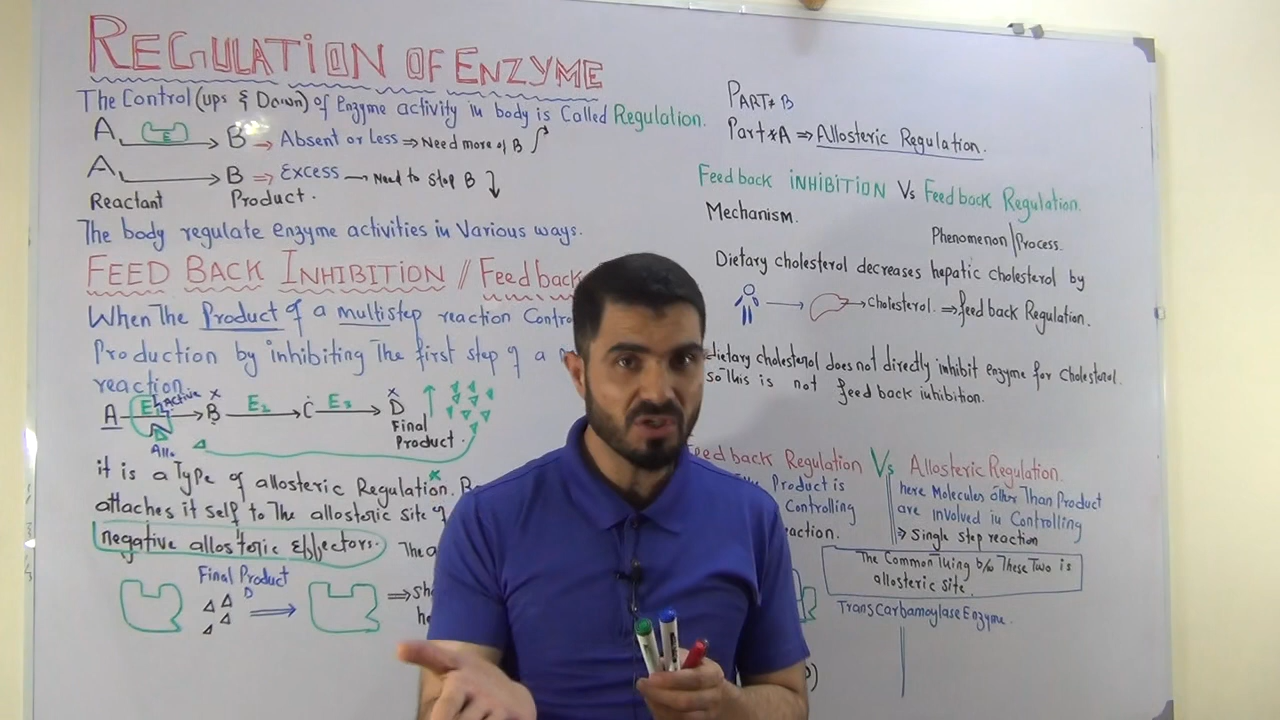 REGULATION OF ENZYME
The Control (ups & Down) of Enzyme activity in body is Called Regulation.
A E B ⇒ Absent or Less ⇒ Need more of B
A B ⇒ Excess → Need to stop B ↓
Reactant Product.
The body regulate enzyme activities in Various ways.
FEED BACK INHIBITION // Feed back
When The Product of a multistep reaction Contro
Production by inhibiting The first step of a
reaction.
A B E2 C E3 D
Final
Product.
Allo.
it is a Type of allosteric Regulation.
attaches it self to The allosteric site of
negative allosteric effectors.
Final Product
D
PART * B
Part * A ⇒ Allosteric Regulation.
Feed back INHIBITION Vs Feed back Regulation.
Mechanism.
Phenomenon/Process.
Dietary cholesterol decreases hepatic cholesterol by
→ Cholesterol. ⇒ feed back Regulation.
dietary cholesterol does not directly inhibit enzyme for Cholesterol.
so This is not feed back inhibition.
eed back Regulation Vs Allosteric Regulation.
Product is
Controlling
eaction.
here Molecules other Than Product
are involved in Controlling
⇒ Single step reaction
The Common Thing b/w These Two is
allosteric site.
TransCarbamoylase Enzyme.